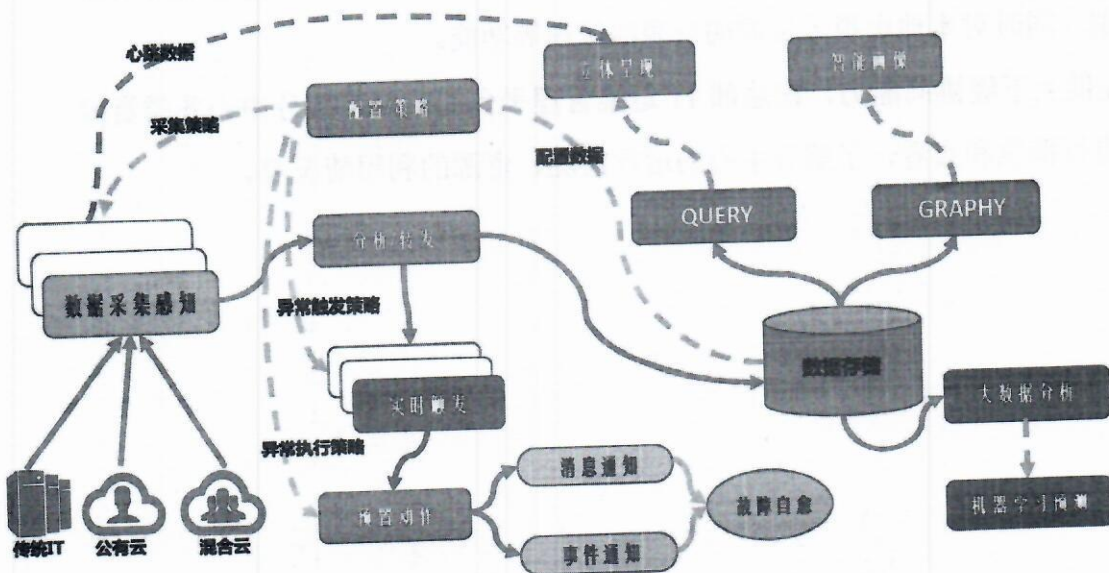 心跳数据
立体呈现
智能画像
采集策略
配置策略
配置数据
QUERY
GRAPHY
分析 转发
数据采集感知
异常触发策略
数据存储
实时触发
大数据分析
异常执行策略
消息通知
预置动作
故障自愈
机器学习预测
事件通知
传统IT
公有云
混合云